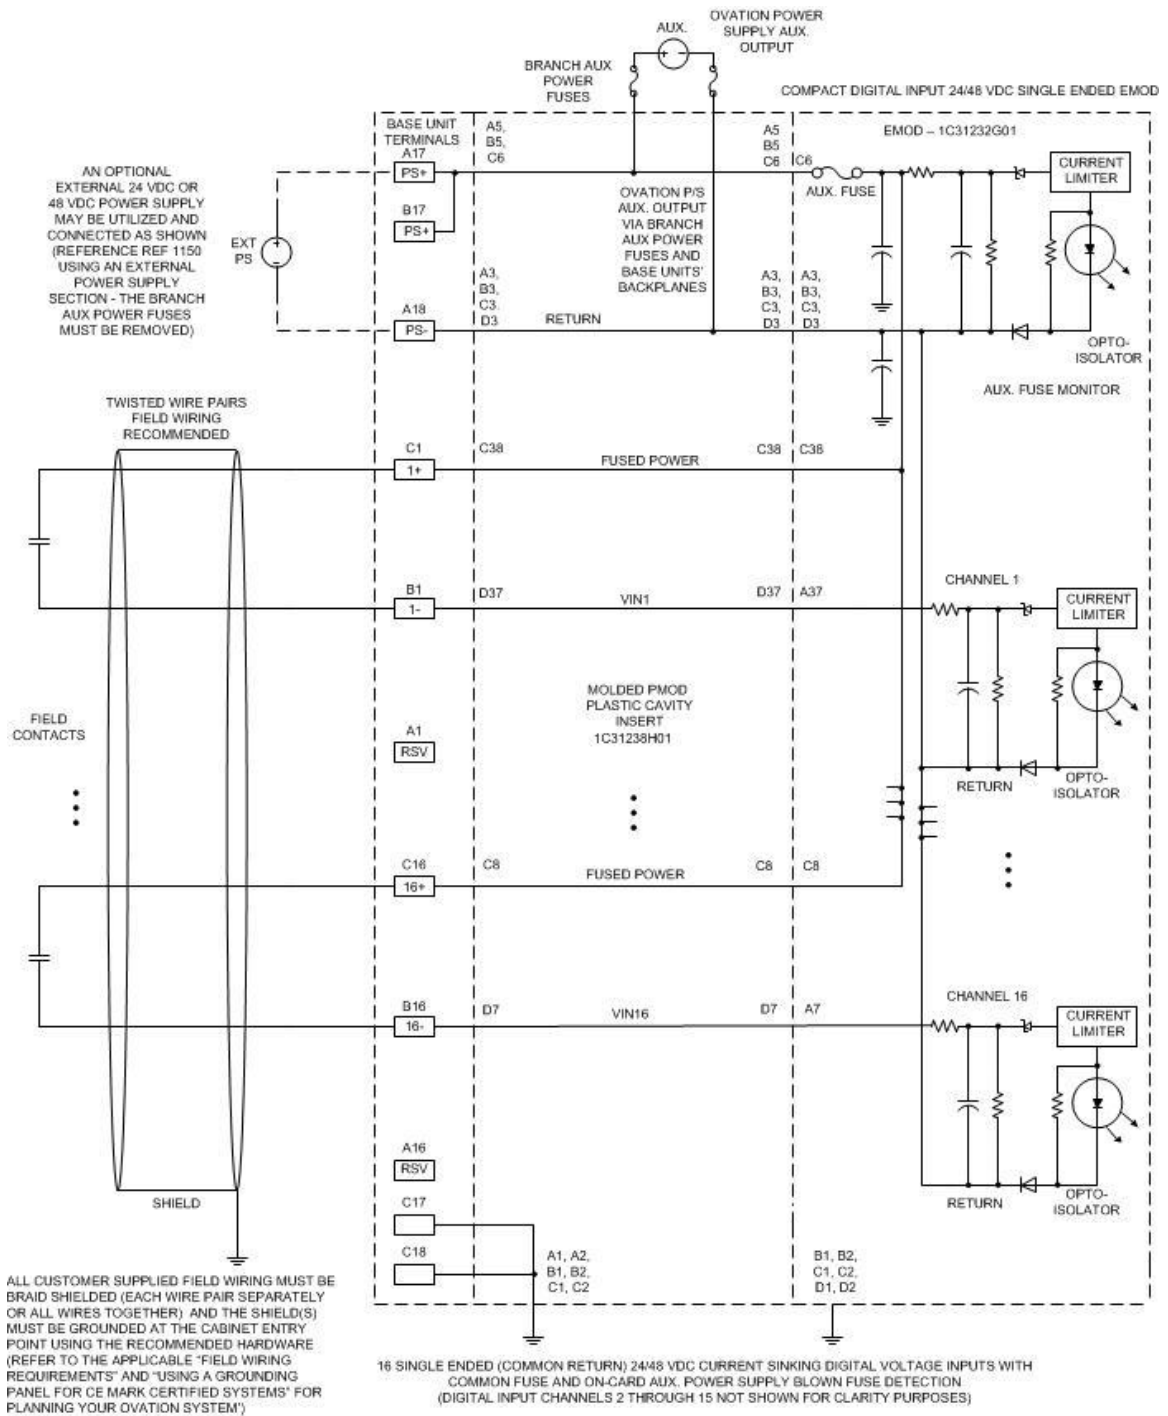 OVATION POWER
SUPPLY AUX.
OUTPUT
AUX.
+ -
BRANCH AUX
POWER
FUSES
COMPACT DIGITAL INPUT 24/48 VDC SINGLE ENDED EMOD
BASE UNIT
TERMINALS
A5,
B5,
C6
A5
B5
C6
C6
EMOD – 1C31232G01
A17
PS+
AUX. FUSE
CURRENT
LIMITER
AN OPTIONAL
EXTERNAL 24 VDC OR
48 VDC POWER SUPPLY
MAY BE UTILIZED AND
CONNECTED AS SHOWN
(REFERENCE REF 1150
USING AN EXTERNAL
POWER SUPPLY
SECTION - THE BRANCH
AUX POWER FUSES
MUST BE REMOVED)
EXT
PS
+
-
B17
PS+
OVATION P/S
AUX. OUTPUT
VIA BRANCH
AUX POWER
FUSES AND
BASE UNITS'
BACKPLANES
A3,
B3,
C3.
D3
A3,
B3,
C3,
D3
A3,
B3,
C3,
D3
A18
PS-
RETURN
OPTO-
ISOLATOR
AUX. FUSE MONITOR
TWISTED WIRE PAIRS
FIELD WIRING
RECOMMENDED
C1
1+
C38
FUSED POWER
C38
C38
B1
1-
D37
VIN1
D37
A37
CHANNEL 1
CURRENT
LIMITER
FIELD
CONTACTS
A1
RSV
MOLDED PMOD
PLASTIC CAVITY
INSERT
1C31238H01
RETURN
OPTO-
ISOLATOR
C16
16+
C8
FUSED POWER
C8
C8
B16
16-
D7
VIN16
D7
A7
CHANNEL 16
CURRENT
LIMITER
A16
RSV
SHIELD
C17
RETURN
OPTO-
ISOLATOR
C18
A1, A2,
B1, B2,
C1, C2
B1, B2,
C1, C2,
D1, D2
ALL CUSTOMER SUPPLIED FIELD WIRING MUST BE
BRAID SHIELDED (EACH WIRE PAIR SEPARATELY
OR ALL WIRES TOGETHER) AND THE SHIELD(S)
MUST BE GROUNDED AT THE CABINET ENTRY
POINT USING THE RECOMMENDED HARDWARE
(REFER TO THE APPLICABLE "FIELD WIRING
REQUIREMENTS" AND "USING A GROUNDING
PANEL FOR CE MARK CERTIFIED SYSTEMS" FOR
PLANNING YOUR OVATION SYSTEM')
16 SINGLE ENDED (COMMON RETURN) 24/48 VDC CURRENT SINKING DIGITAL VOLTAGE INPUTS WITH
COMMON FUSE AND ON-CARD AUX. POWER SUPPLY BLOWN FUSE DETECTION
(DIGITAL INPUT CHANNELS 2 THROUGH 15 NOT SHOWN FOR CLARITY PURPOSES)